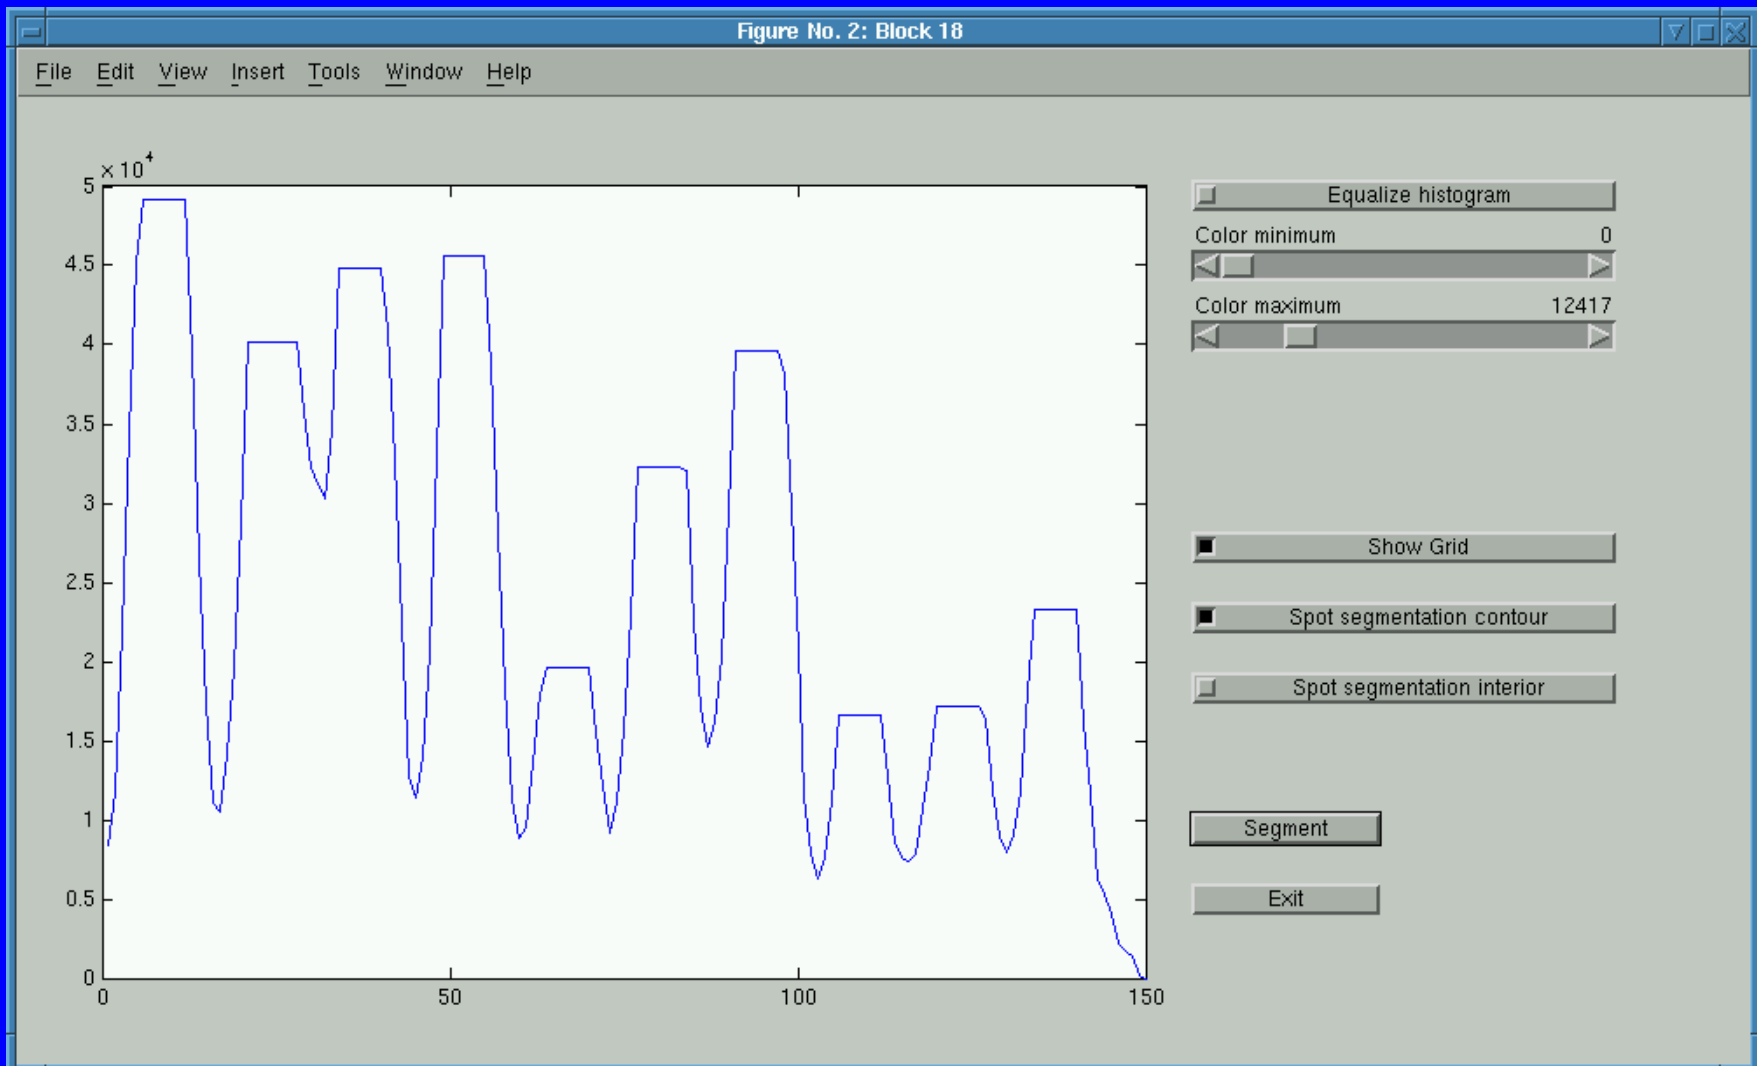 Figure No. 2: Block 18
File Edit View Insert Tools Window Help
× 10⁴
5
4.5
4
3.5
3
2.5
2
1.5
1
0.5
0
0 50 100 150
Equalize histogram
Color minimum 0
Color maximum 12417
Show Grid
Spot segmentation contour
Spot segmentation interior
Segment
Exit